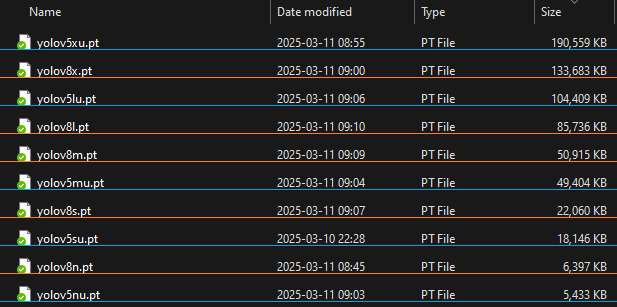 Name Date modified Type Size
yolov5xu.pt 2025-03-11 08:55 PT File 190,559 KB
yolov8x.pt 2025-03-11 09:00 PT File 133,683 KB
yolov5lu.pt 2025-03-11 09:06 PT File 104,409 KB
yolov8l.pt 2025-03-11 09:10 PT File 85,736 KB
yolov8m.pt 2025-03-11 09:09 PT File 50,915 KB
yolov5mu.pt 2025-03-11 09:04 PT File 49,404 KB
yolov8s.pt 2025-03-11 09:07 PT File 22,060 KB
yolov5su.pt 2025-03-10 22:28 PT File 18,146 KB
yolov8n.pt 2025-03-11 08:45 PT File 6,397 KB
yolov5nu.pt 2025-03-11 09:03 PT File 5,433 KB